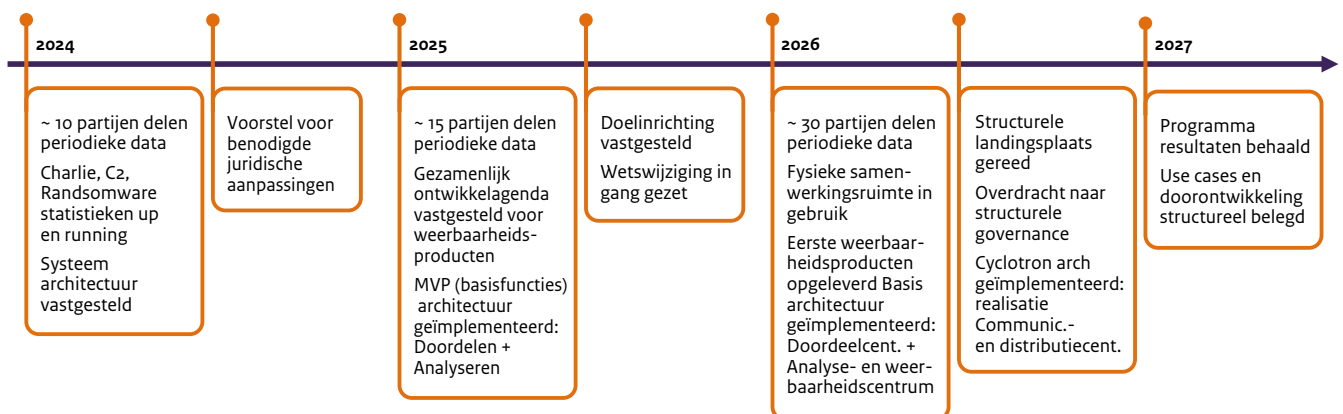 2024
2025
2026
2027
~ 10 partijen delen
periodieke data
Charlie, C2,
Randsomware
statistieken up
en running
Systeem
architectuur
vastgesteld
Voorstel voor
benodigde
juridische
aanpassingen
~ 15 partijen delen
periodieke data
Gezamenlijk
ontwikkelagenda
vastgesteld voor
weerbaarheids-
producten
MVP (basisfuncties)
architectuur
geïmplementeerd:
Doordelen +
Analyseren
Doelinrichting
vastgesteld
Wetswijziging in
gang gezet
~ 30 partijen delen
periodieke data
Fysieke samen-
werkingsruimte in
gebruik
Eerste weerbaar-
heidsproducten
opgeleverd Basis
architectuur
geïmplementeerd:
Doordeelcent. +
Analyse- en weer-
baarheidscentrum
Structurele
landingsplaats
gereed
Overdracht naar
structurele
governance
Cyclotron arch
geïmplementeerd:
realisatie
Communic.-
en distributiecent.
Programma
resultaten behaald
Use cases en
doorontwikkeling
structureel belegd